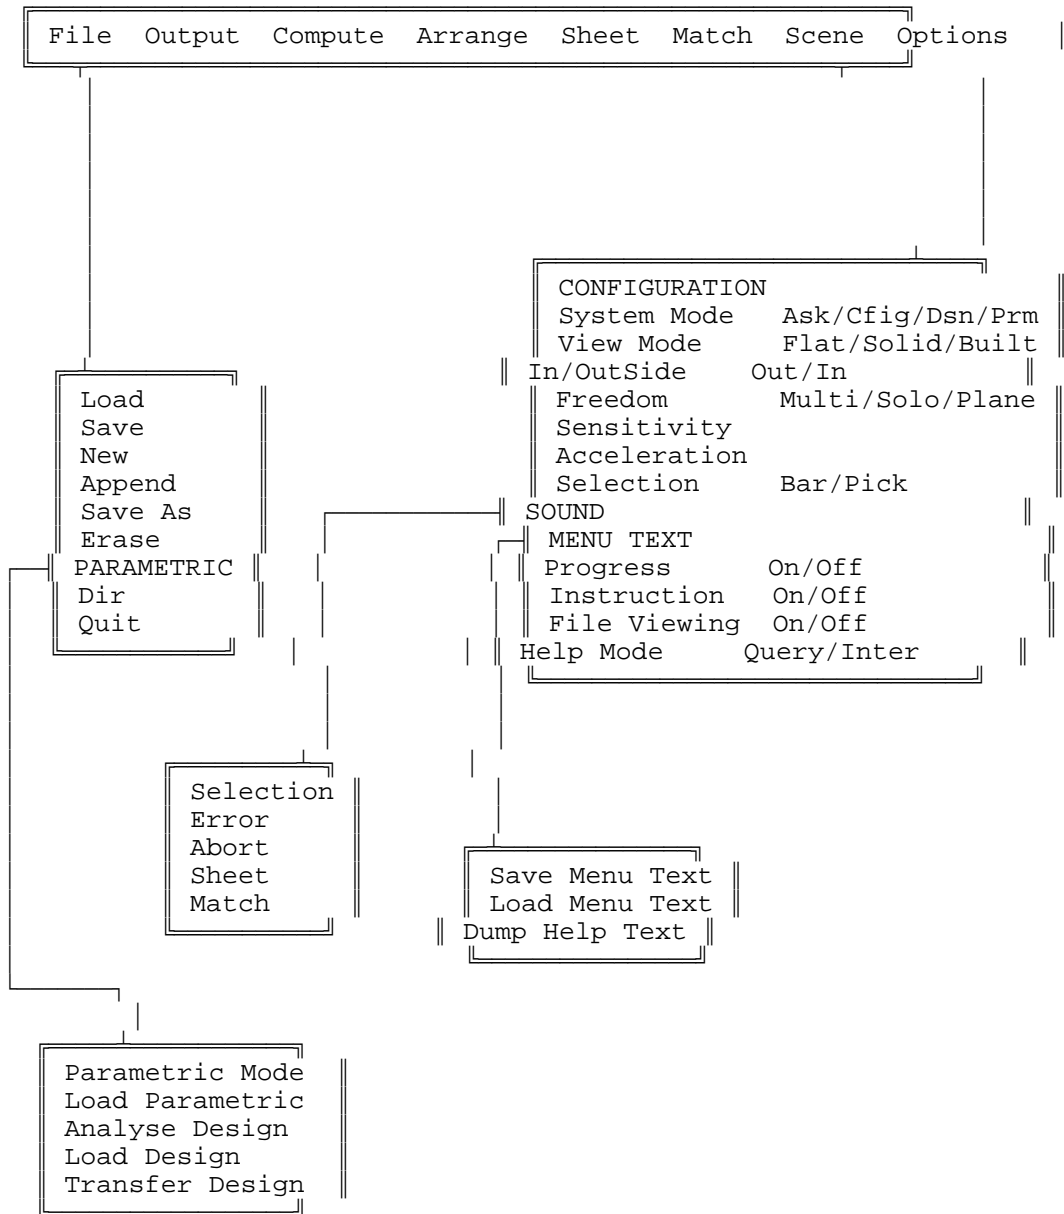 File Output Compute Arrange Sheet Match Scene Options
CONFIGURATION
System Mode Ask/Cfig/Dsn/Prm
View Mode Flat/Solid/Built
In/OutSide Out/In
Freedom Multi/Solo/Plane
Sensitivity
Acceleration
Selection Bar/Pick
SOUND
MENU TEXT
Progress On/Off
Instruction On/Off
File Viewing On/Off
Help Mode Query/Inter
Load
Save
New
Append
Save As
Erase
PARAMETRIC
Dir
Quit
Selection
Error
Abort
Sheet
Match
Save Menu Text
Load Menu Text
Dump Help Text
Parametric Mode
Load Parametric
Analyse Design
Load Design
Transfer Design